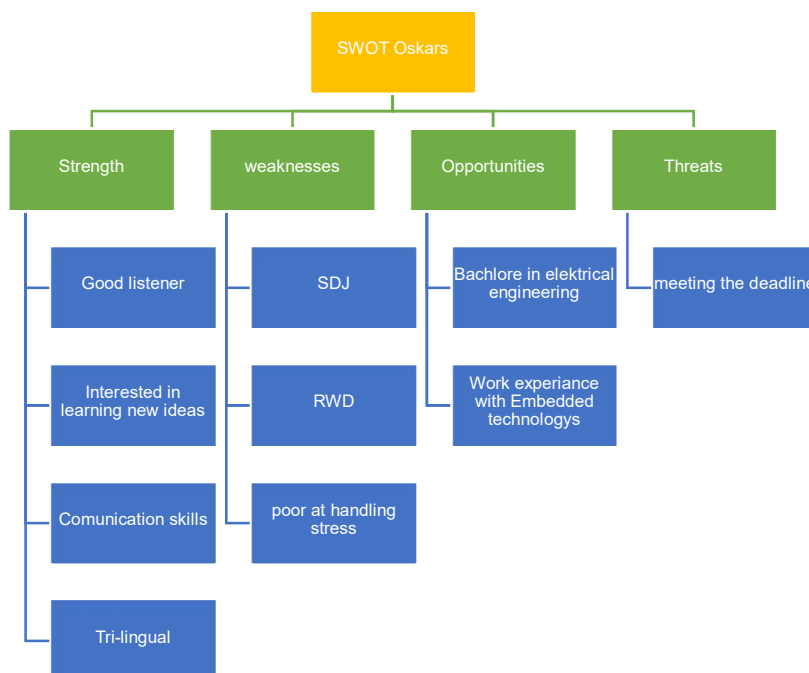 SWOT Oskars
Strength
weaknesses
Opportunities
Threats
Good listener
SDJ
Bachlore in elektrical
engineering
meeting the deadline
Interested in
learning new ideas
RWD
Work experiance
with Embedded
technologys
Comunication skills
poor at handling
stress
Tri-lingual